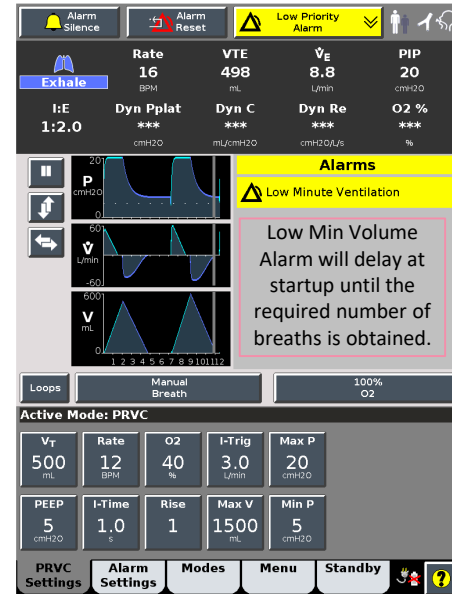 Alarm
Silence
Alarm
Reset
Low Priority
Alarm
Exhale
Rate
16
BPM
VTE
498
mL
V̇E
8.8
L/min
PIP
20
cmH2O
I:E
1:2.0
Dyn Pplat
***
cmH2O
Dyn C
***
mL/cmH2O
Dyn Re
***
cmH2O/L/s
O2 %
***
%
20
P
cmH2O
0
60
V̇
L/min
-60
600
V
mL
0
1 2 3 4 5 6 7 8 9 10 11 12
Alarms
Low Minute Ventilation
Low Min Volume
Alarm will delay at
startup until the
required number of
breaths is obtained.
Loops
Manual
Breath
100%
O2
Active Mode: PRVC
VT
500
mL
Rate
12
BPM
O2
40
%
I-Trig
3.0
L/min
Max P
20
cmH2O
PEEP
5
cmH2O
I-Time
1.0
s
Rise
1
Max V
1500
mL
Min P
5
cmH2O
PRVC
Settings
Alarm
Settings
Modes
Menu
Standby
?